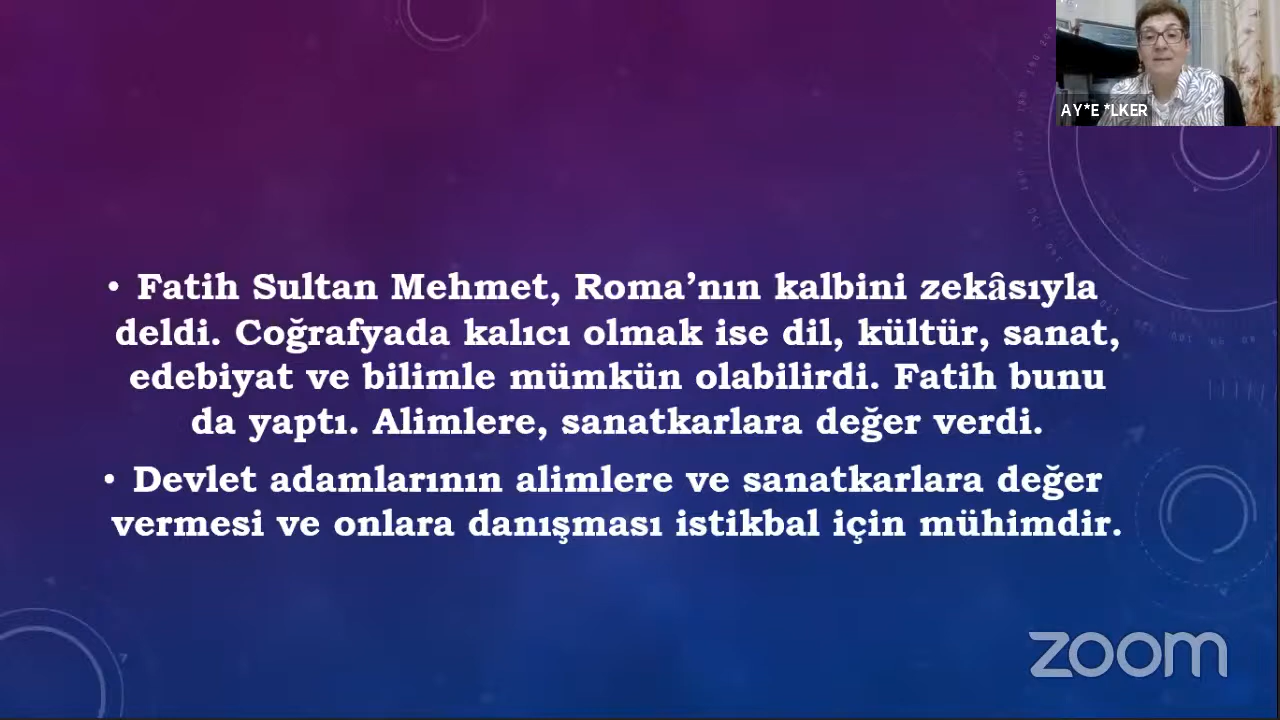 AY*E *LKER
• Fatih Sultan Mehmet, Roma’nın kalbini zekâsıyla
deldi. Coğrafyada kalıcı olmak ise dil, kültür, sanat,
edebiyat ve bilimle mümkün olabilirdi. Fatih bunu
da yaptı. Alimlere, sanatkarlara değer verdi.
• Devlet adamlarının alimlere ve sanatkarlara değer
vermesi ve onlara danışması istikbal için mühimdir.
zoom